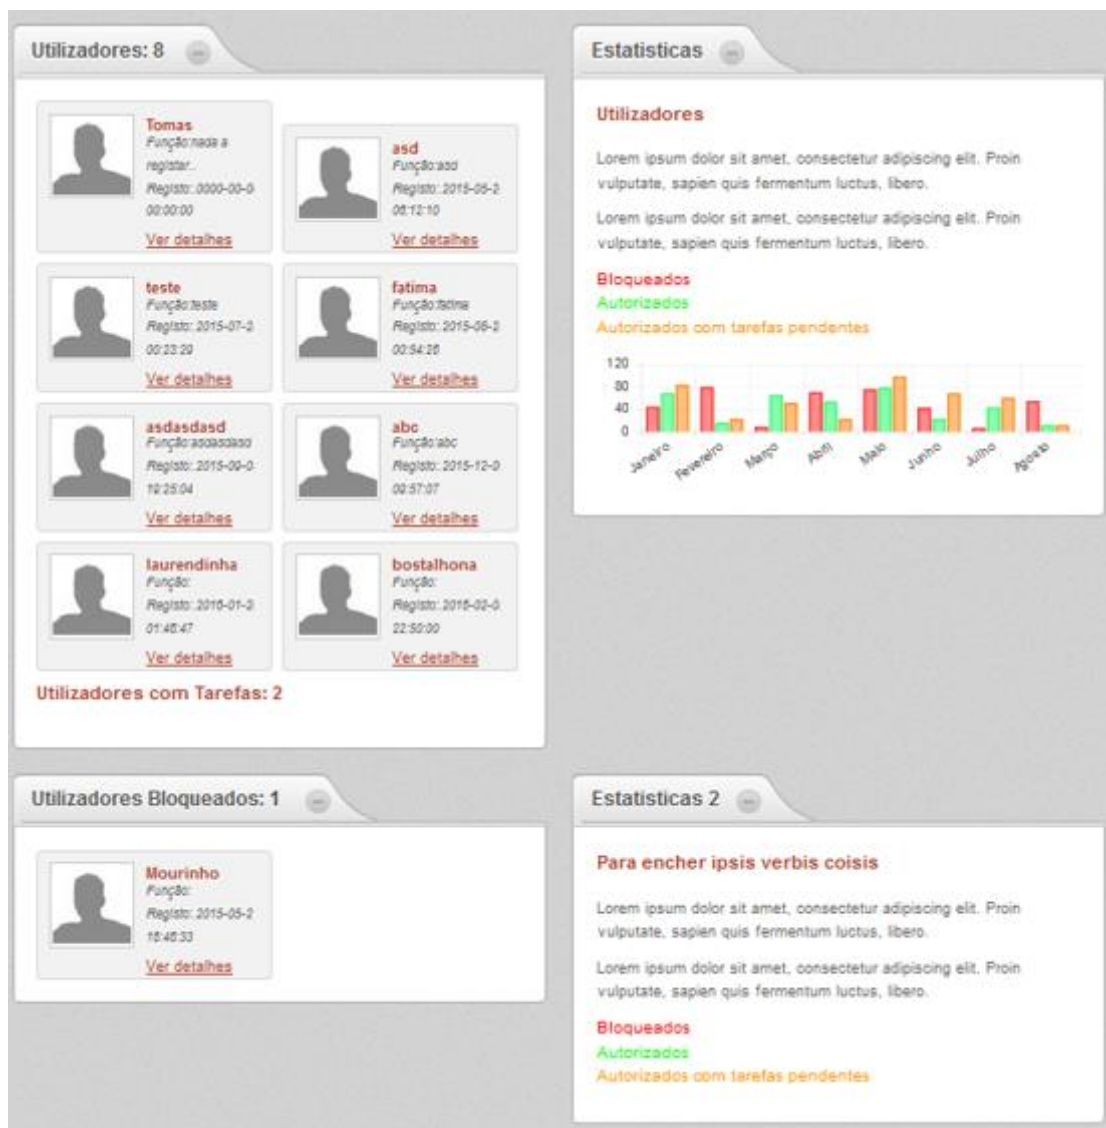 Utilizadores: 8
Tomas
Função:nada a
registar...
Registo: 0000-00-0
00:00:00
Ver detalhes
asd
Função:asd
Registo: 2015-05-2
06:12:10
Ver detalhes
teste
Função:teste
Registo: 2015-07-2
00:23:29
Ver detalhes
fatima
Função:fatima
Registo: 2015-08-2
00:54:26
Ver detalhes
asdasdasd
Função:asdasdasd
Registo: 2015-09-0
19:25:04
Ver detalhes
abc
Função:abc
Registo: 2015-12-0
09:57:07
Ver detalhes
laurendinha
Função:
Registo: 2016-01-2
01:46:47
Ver detalhes
bostalhona
Função:
Registo: 2016-02-0
22:50:00
Ver detalhes
Utilizadores com Tarefas: 2
Estatisticas
Utilizadores
Lorem ipsum dolor sit amet, consectetur adipiscing elit. Proin
vulputate, sapien quis fermentum luctus, libero.
Lorem ipsum dolor sit amet, consectetur adipiscing elit. Proin
vulputate, sapien quis fermentum luctus, libero.
Bloqueados
Autorizados
Autorizados com tarefas pendentes
120
80
40
0
Janeiro Fevereiro Março Abril Maio Junho Julho Agosto
Utilizadores Bloqueados: 1
Mourinho
Função:
Registo: 2015-05-2
16:46:33
Ver detalhes
Estatisticas 2
Para encher ipsis verbis coisis
Lorem ipsum dolor sit amet, consectetur adipiscing elit. Proin
vulputate, sapien quis fermentum luctus, libero.
Lorem ipsum dolor sit amet, consectetur adipiscing elit. Proin
vulputate, sapien quis fermentum luctus, libero.
Bloqueados
Autorizados
Autorizados com tarefas pendentes